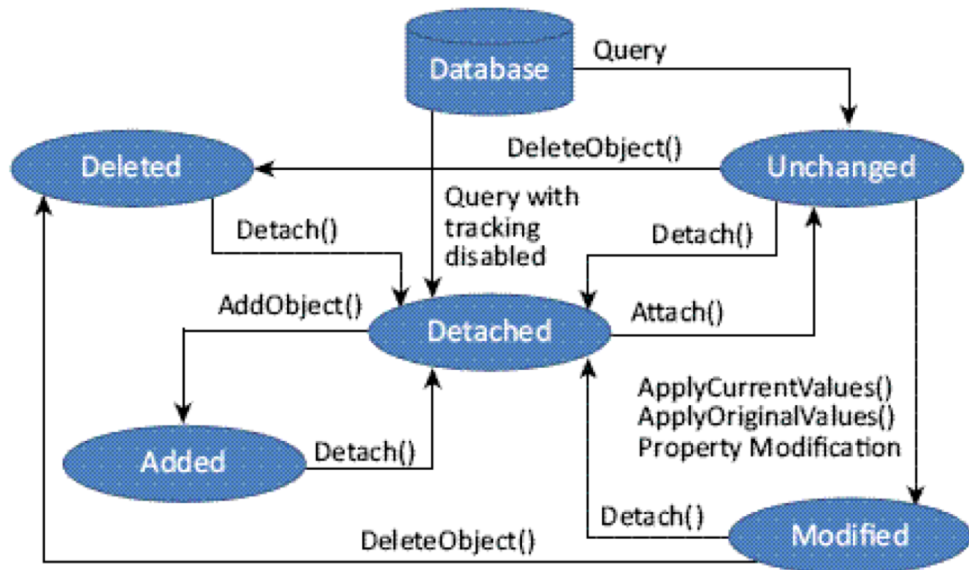 Database
Query
Deleted
DeleteObject()
Unchanged
Query with
tracking
disabled
Detach()
Detach()
AddObject()
Detached
Attach()
ApplyCurrentValues()
ApplyOriginalValues()
Property Modification
Added
Detach()
Detach()
Modified
DeleteObject()